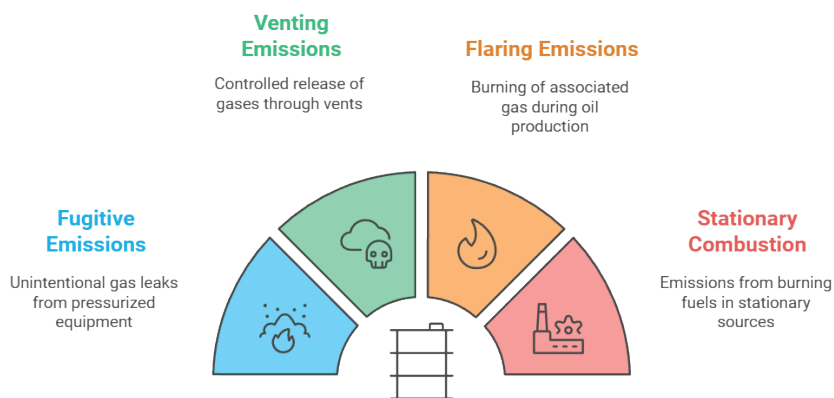 Venting
Emissions
Controlled release of
gases through vents
Flaring Emissions
Burning of associated
gas during oil
production
Fugitive
Emissions
Unintentional gas leaks
from pressurized
equipment
Stationary
Combustion
Emissions from burning
fuels in stationary
sources